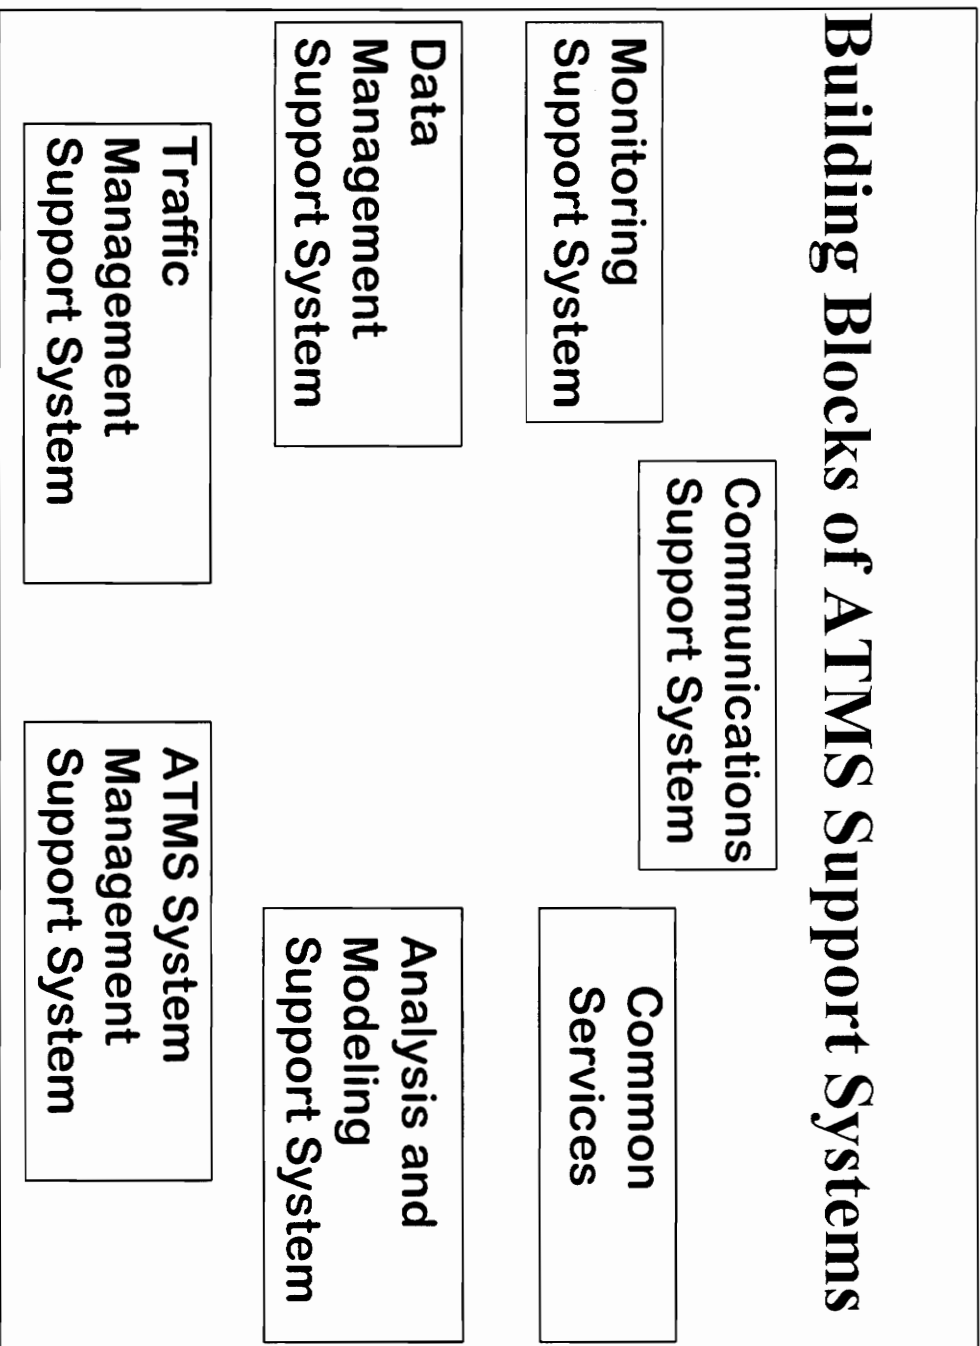 Building Blocks of ATMS Support Systems
Communications
Support System
Monitoring
Support System
Common
Services
Data
Management
Support System
Analysis and
Modeling
Support System
Traffic
Management
Support System
ATMS System
Management
Support System